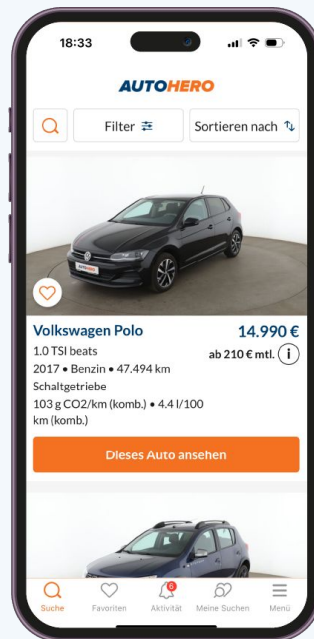 18:33
AUTOHERO
Filter
Sortieren nach
AUTOHERO
Volkswagen Polo
14.990 €
1.0 TSI beats
ab 210 € mtl. i
2017 • Benzin • 47.494 km
Schaltgetriebe
103 g CO2/km (komb.) • 4.4 l/100
km (komb.)
Dieses Auto ansehen
6
Suche
Favoriten
Aktivität
Meine Suchen
Menü